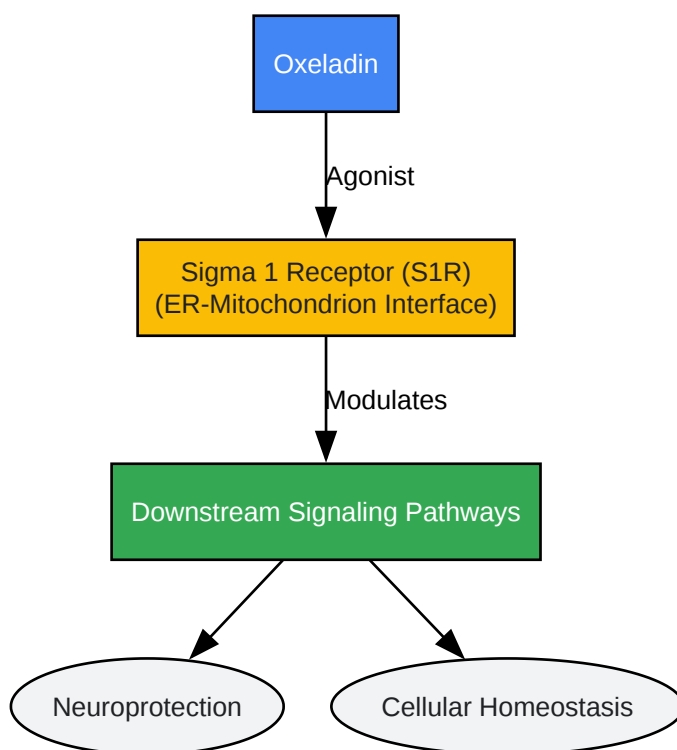 Oxeladin
Agonist
Sigma 1 Receptor (S1R)
(ER-Mitochondrion Interface)
Modulates
Downstream Signaling Pathways
Neuroprotection
Cellular Homeostasis